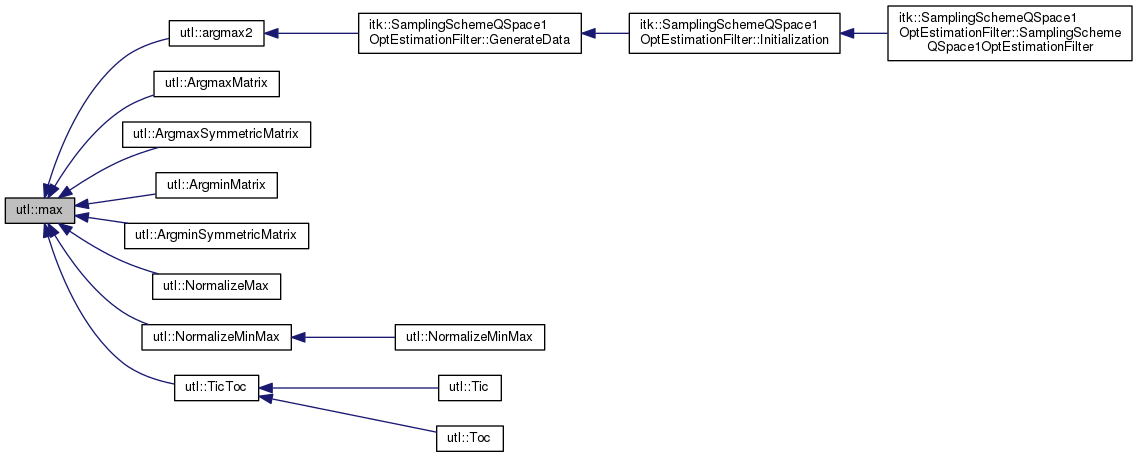 utl::argmax2
itk::SamplingSchemeQSpace1
OptEstimationFilter::GenerateData
itk::SamplingSchemeQSpace1
OptEstimationFilter::Initialization
itk::SamplingSchemeQSpace1
OptEstimationFilter::SamplingScheme
QSpace1OptEstimationFilter
utl::ArgmaxMatrix
utl::ArgmaxSymmetricMatrix
utl::ArgminMatrix
utl::max
utl::ArgminSymmetricMatrix
utl::NormalizeMax
utl::NormalizeMinMax
utl::NormalizeMinMax
utl::TicToc
utl::Tic
utl::Toc